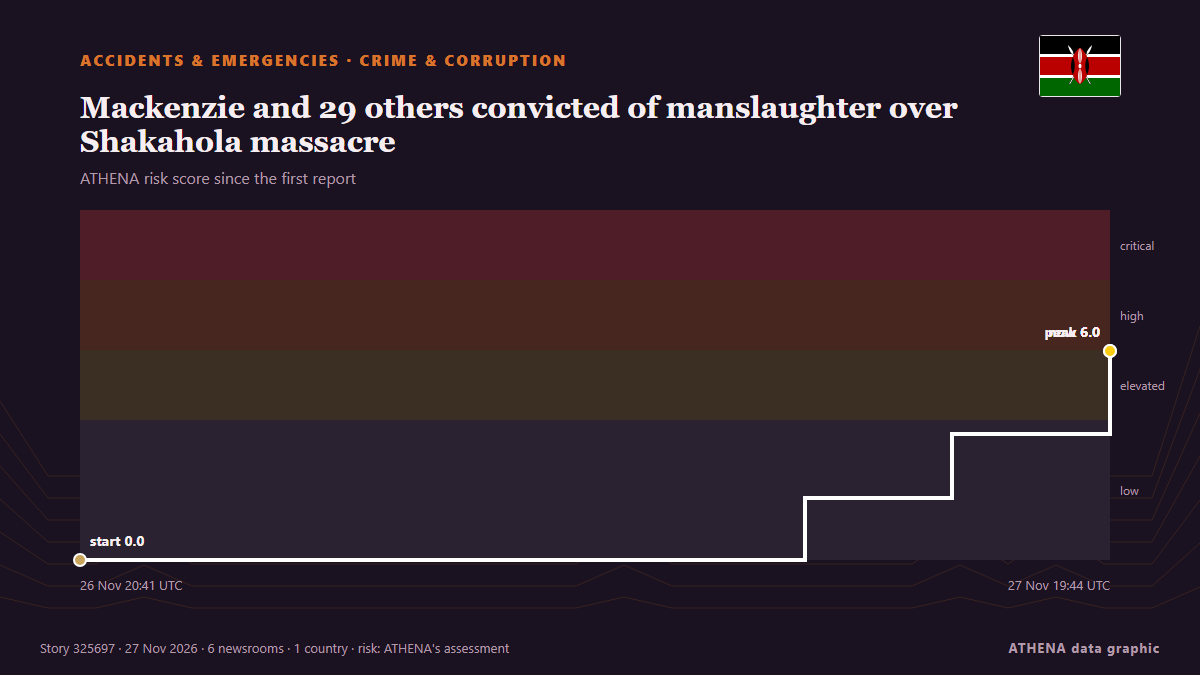 ACCIDENTS & EMERGENCIES · CRIME & CORRUPTION
Mackenzie and 29 others convicted of manslaughter over
Shakahola massacre
ATHENA risk score since the first report
critical
high
6.0
elevated
low
start 0.0
26 Nov 20:41 UTC
27 Nov 19:44 UTC
Story 325697 · 27 Nov 2026 · 6 newsrooms · 1 country · risk: ATHENA's assessment
ATHENA data graphic